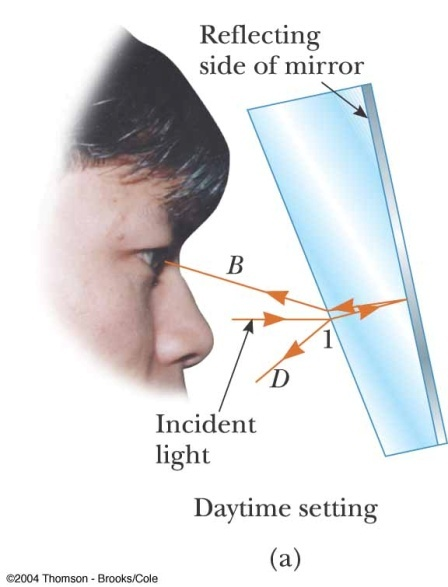 Reflecting
side of mirror
B
1
D
Incident
light
Daytime setting
(a)
©2004 Thomson - Brooks/Cole